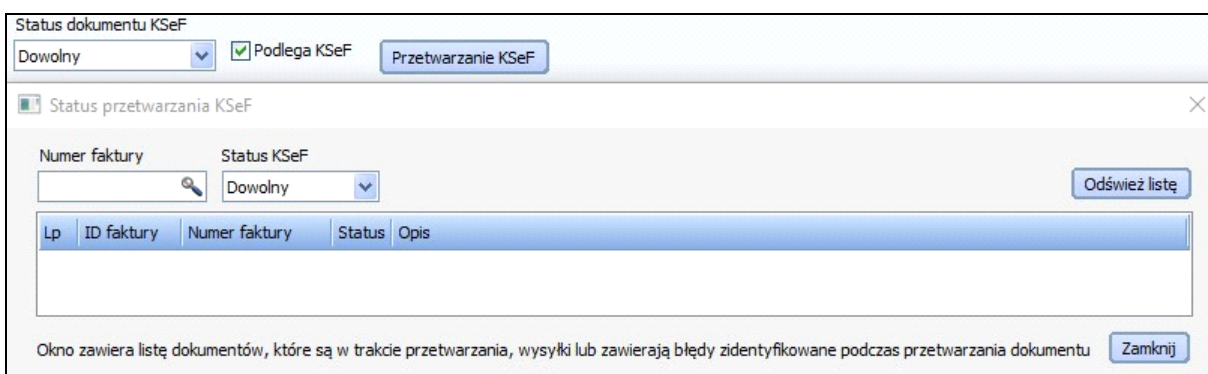 Status dokumentu KSeF
Dowolny Podlega KSeF Przetwarzanie KSeF
Status przetwarzania KSeF
Numer faktury Status KSeF
Dowolny Odśwież listę
Lp ID faktury Numer faktury Status Opis
Okno zawiera listę dokumentów, które są w trakcie przetwarzania, wysyłki lub zawierają błędy zidentyfikowane podczas przetwarzania dokumentu Zamknij